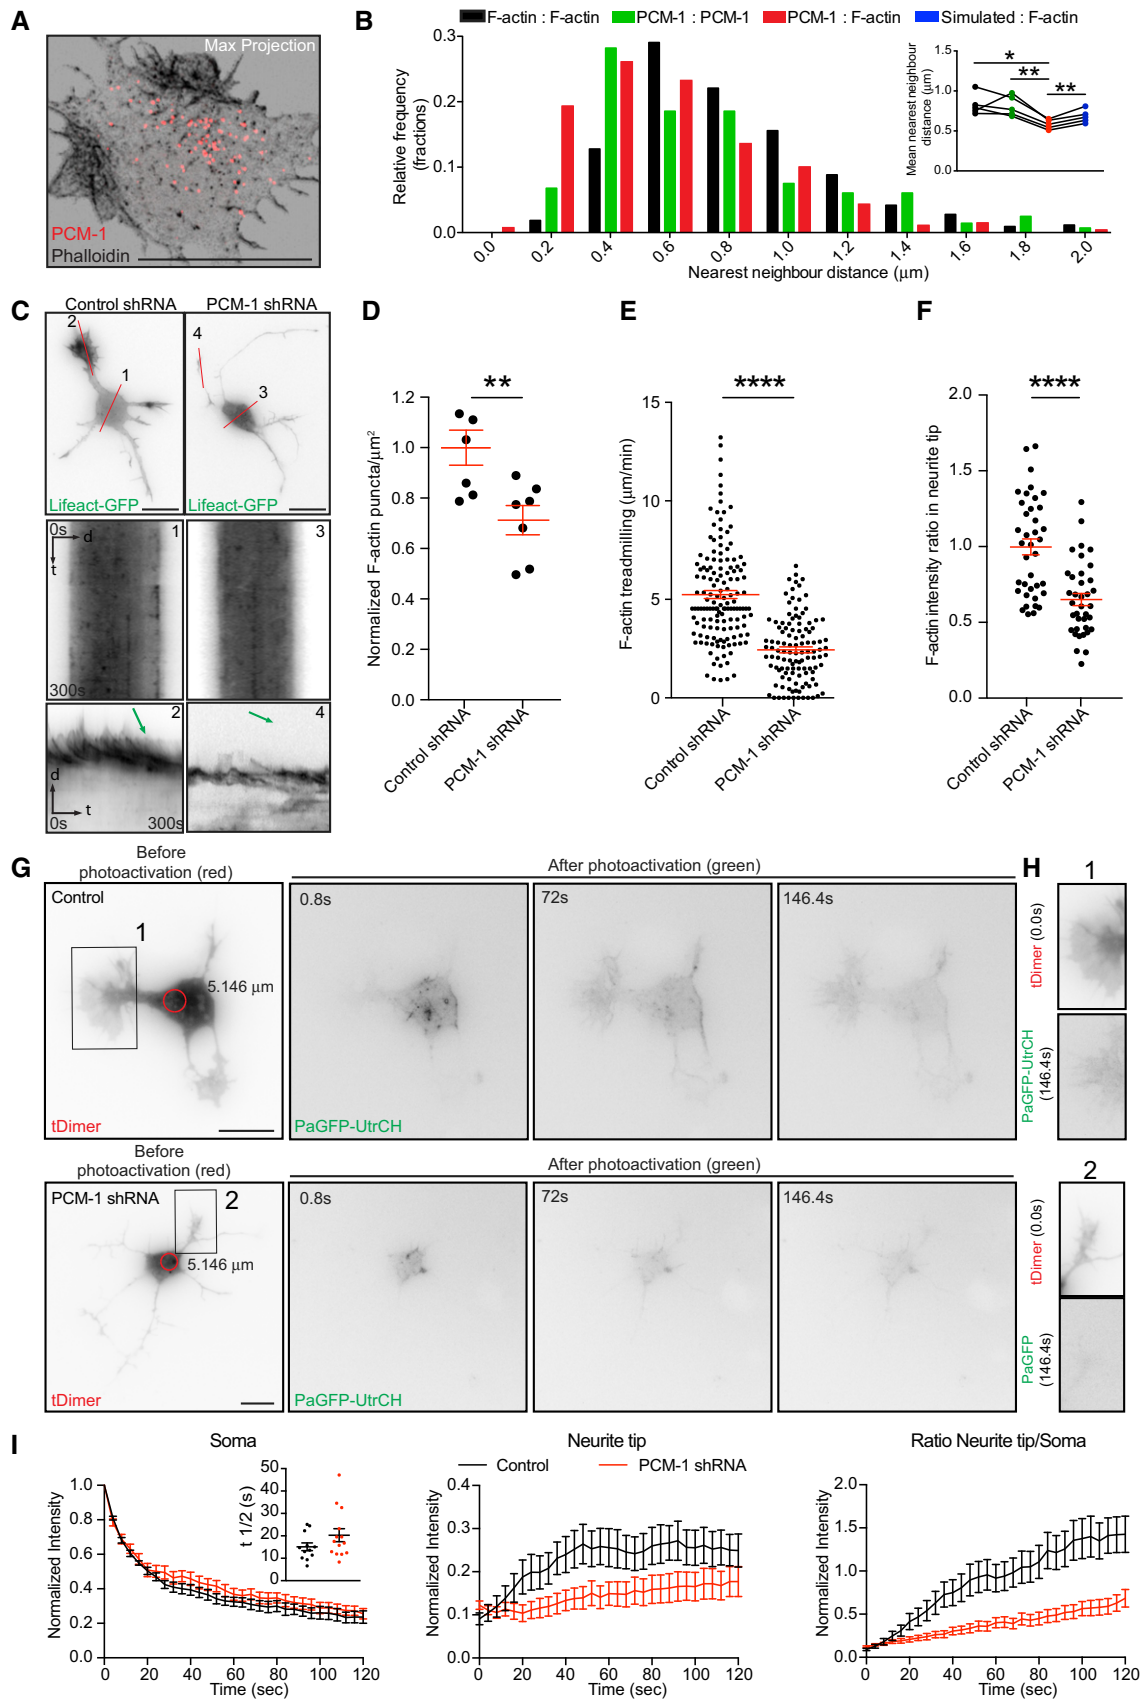 A
Max Projection
PCM-1
Phalloidin
B
F-actin : F-actin
PCM-1 : PCM-1
PCM-1 : F-actin
Simulated : F-actin
Relative frequency
(fractions)
0.3
0.2
0.1
0.0
0.0
0.2
0.4
0.6
0.8
1.0
1.2
1.4
1.6
1.8
2.0
Nearest neighbour distance (μm)
Mean nearest neighbour
distance (μm)
1.5
1.0
0.5
0.0
*
**
**
C
Control shRNA
PCM-1 shRNA
2
1
Lifeact-GFP
4
3
Lifeact-GFP
0s
d
t
1
300s
3
2
d
t
0s
300s
4
D
**
Normalized F-actin puncta/μm²
1.2
1.0
0.8
0.6
0.4
0.2
0.0
Control shRNA
PCM-1 shRNA
E
****
F-actin treadmilling (μm/min)
15
10
5
0
Control shRNA
PCM-1 shRNA
F
****
F-actin intensity ratio in neurite tip
2.0
1.5
1.0
0.5
0.0
Control shRNA
PCM-1 shRNA
G
Before
photoactivation (red)
After photoactivation (green)
Control
1
5.146 μm
tDimer
0.8s
PaGFP-UtrCH
72s
146.4s
H
1
tDimer (0.0s)
PaGFP-UtrCH
(146.4s)
Before
photoactivation (red)
After photoactivation (green)
PCM-1 shRNA
2
5.146 μm
tDimer
0.8s
PaGFP-UtrCH
72s
146.4s
2
tDimer (0.0s)
PaGFP
(146.4s)
I
Soma
Normalized Intensity
1.0
0.8
0.6
0.4
0.2
0.0
0
20
40
60
80
100
120
Time (sec)
t 1/2 (s)
50
40
30
20
10
0
Neurite tip
Control
PCM-1 shRNA
Normalized Intensity
0.4
0.3
0.2
0.1
0.0
0
20
40
60
80
100
120
Time (sec)
Ratio Neurite tip/Soma
Normalized Intensity
2.0
1.5
1.0
0.5
0.0
0
20
40
60
80
100
120
Time (sec)